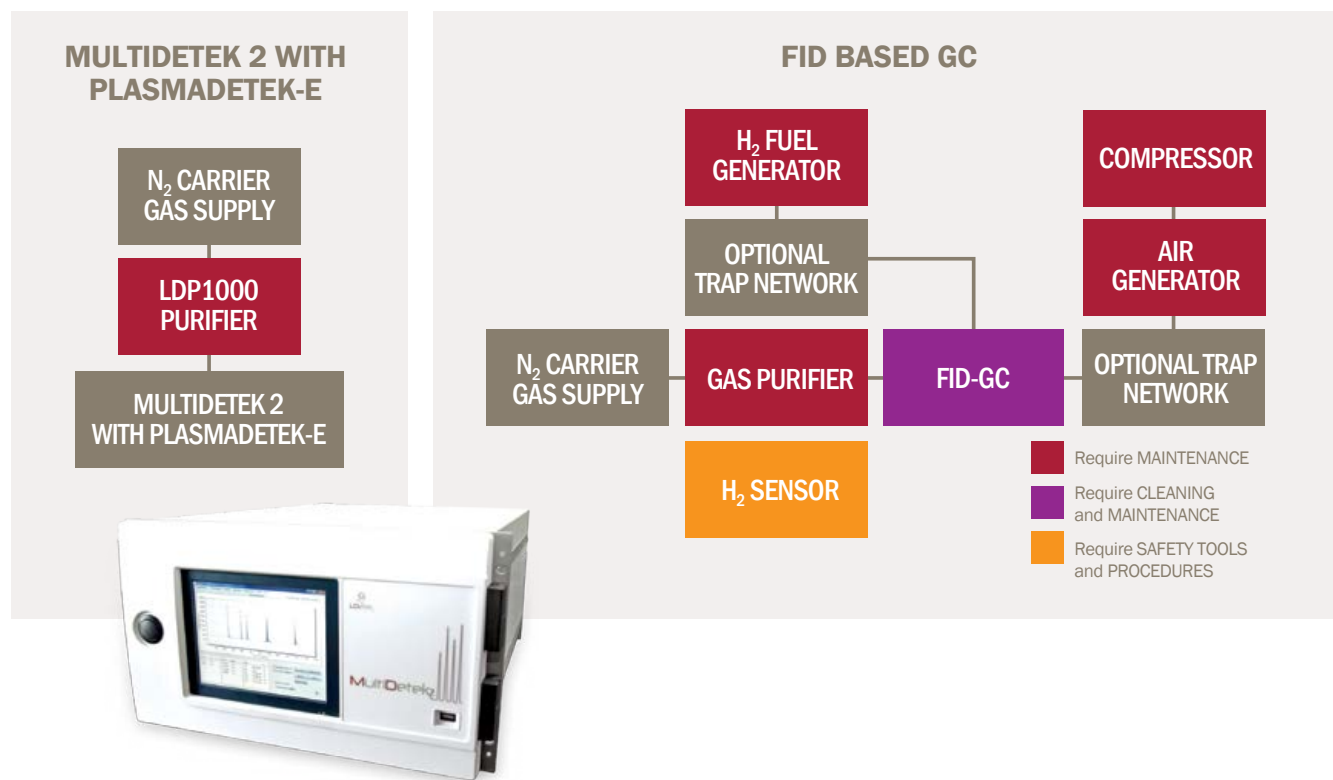 MULTIDETEK 2 WITH
PLASMADETEK-E
N₂ CARRIER
GAS SUPPLY
LDP1000
PURIFIER
MULTIDETEK 2
WITH PLASMADETEK-E
FID BASED GC
H₂ FUEL
GENERATOR
COMPRESSOR
OPTIONAL
TRAP NETWORK
AIR
GENERATOR
N₂ CARRIER
GAS SUPPLY
GAS PURIFIER
FID-GC
OPTIONAL TRAP
NETWORK
H₂ SENSOR
Require MAINTENANCE
Require CLEANING
and MAINTENANCE
Require SAFETY TOOLS
and PROCEDURES
MultiDetek